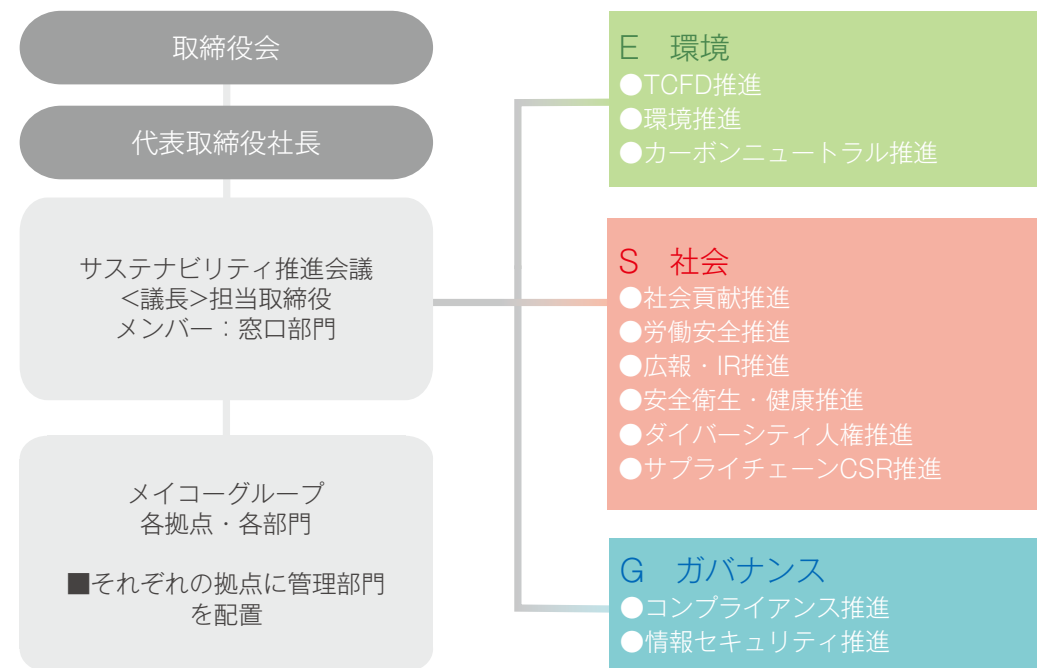 取締役会
代表取締役社長
サステナビリティ推進会議
<議長>担当取締役
メンバー：窓口部門
メイコーグループ
各拠点・各部門
■それぞれの拠点に管理部門
を配置
E　環境
●TCFD推進
●環境推進
●カーボンニュートラル推進
S　社会
●社会貢献推進
●労働安全推進
●広報・IR推進
●安全衛生・健康推進
●ダイバーシティ人権推進
●サプライチェーンCSR推進
G　ガバナンス
●コンプライアンス推進
●情報セキュリティ推進